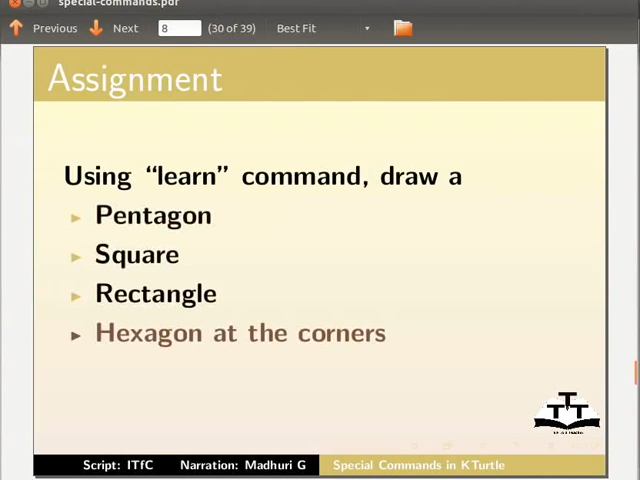 special-commands.pdf
Previous Next 8 (30 of 39) Best Fit
Assignment
Using “learn” command, draw a
Pentagon
Square
Rectangle
Hexagon at the corners
TTT
Script: ITfC Narration: Madhuri G Special Commands in KTurtle